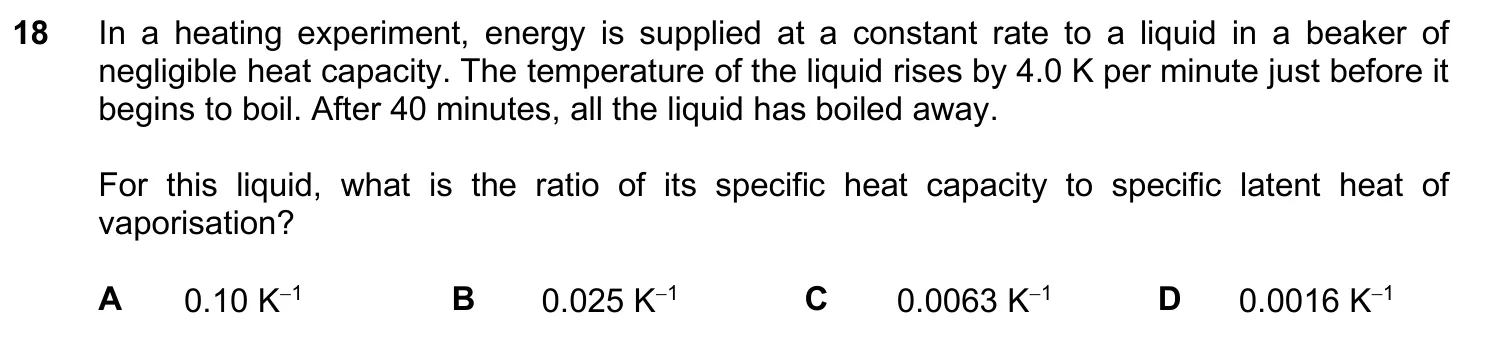 18 In a heating experiment, energy is supplied at a constant rate to a liquid in a beaker of
negligible heat capacity. The temperature of the liquid rises by 4.0 K per minute just before it
begins to boil. After 40 minutes, all the liquid has boiled away.
For this liquid, what is the ratio of its specific heat capacity to specific latent heat of
vaporisation?
A 0.10 K⁻¹ B 0.025 K⁻¹ C 0.0063 K⁻¹ D 0.0016 K⁻¹